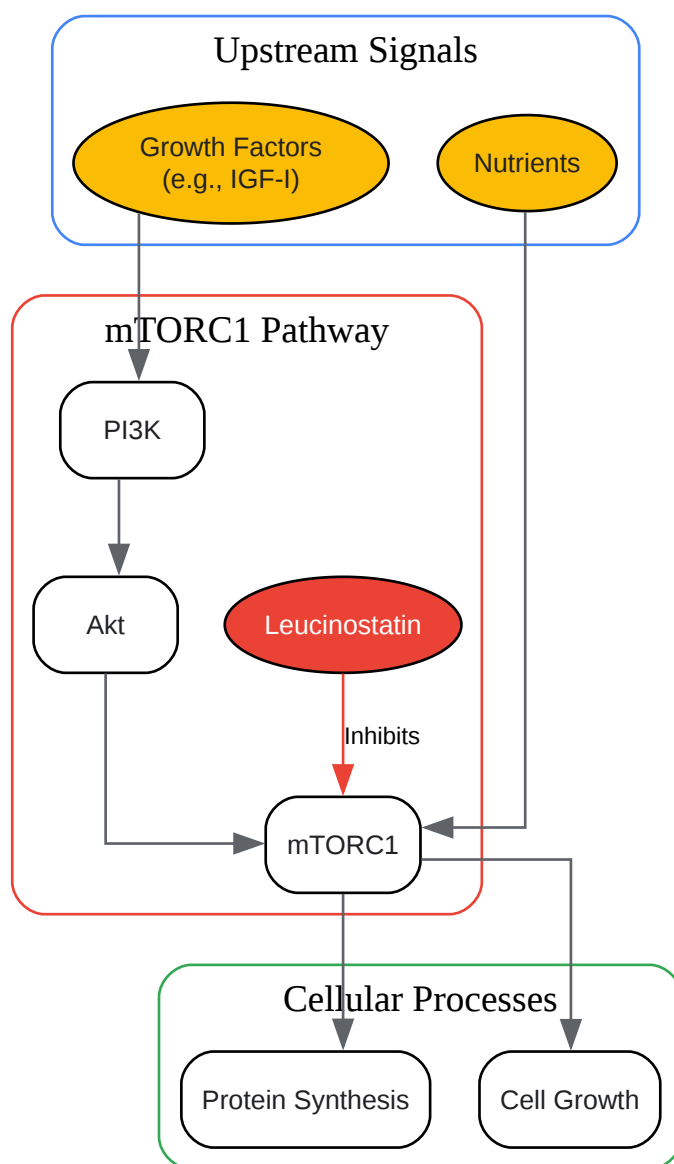 Upstream Signals
Growth Factors
(e.g., IGF-I)
Nutrients
mTORC1 Pathway
PI3K
Akt
Leucinostatin
Inhibits
mTORC1
Cellular Processes
Protein Synthesis
Cell Growth